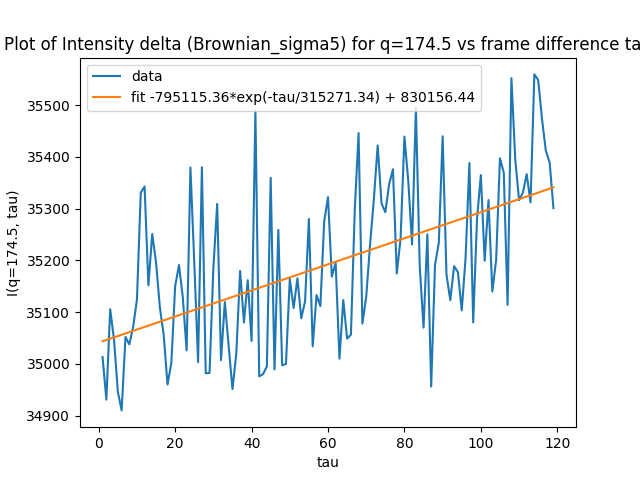 Plot of Intensity delta (Brownian_sigma5) for q=174.5 vs frame difference ta
data
fit -795115.36*exp(-tau/315271.34) + 830156.44
35500
35400
35300
35200
35100
35000
34900
I(q=174.5, tau)
0
20
40
60
80
100
120
tau